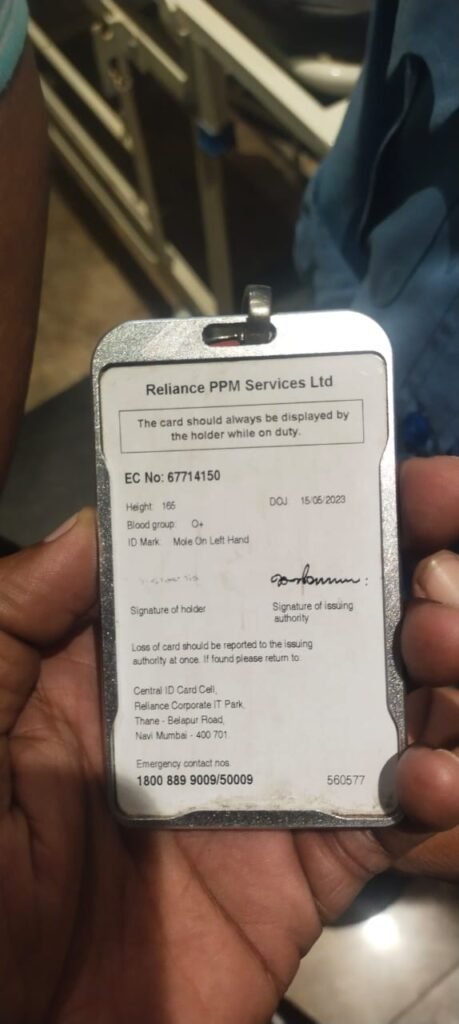 Reliance PPM Services Ltd
The card should always be displayed by
the holder while on duty.
EC No: 67714150
Height 165 DOJ 15/05/2023
Blood group: O+
ID Mark: Mole On Left Hand
Signature of holder Signature of issuing
authority
Loss of card should be reported to the issuing
authority at once. If found please return to:
Central ID Card Cell,
Reliance Corporate IT Park,
Thane - Belapur Road,
Navi Mumbai - 400 701
Emergency contact nos
1800 889 9009/50009 560577